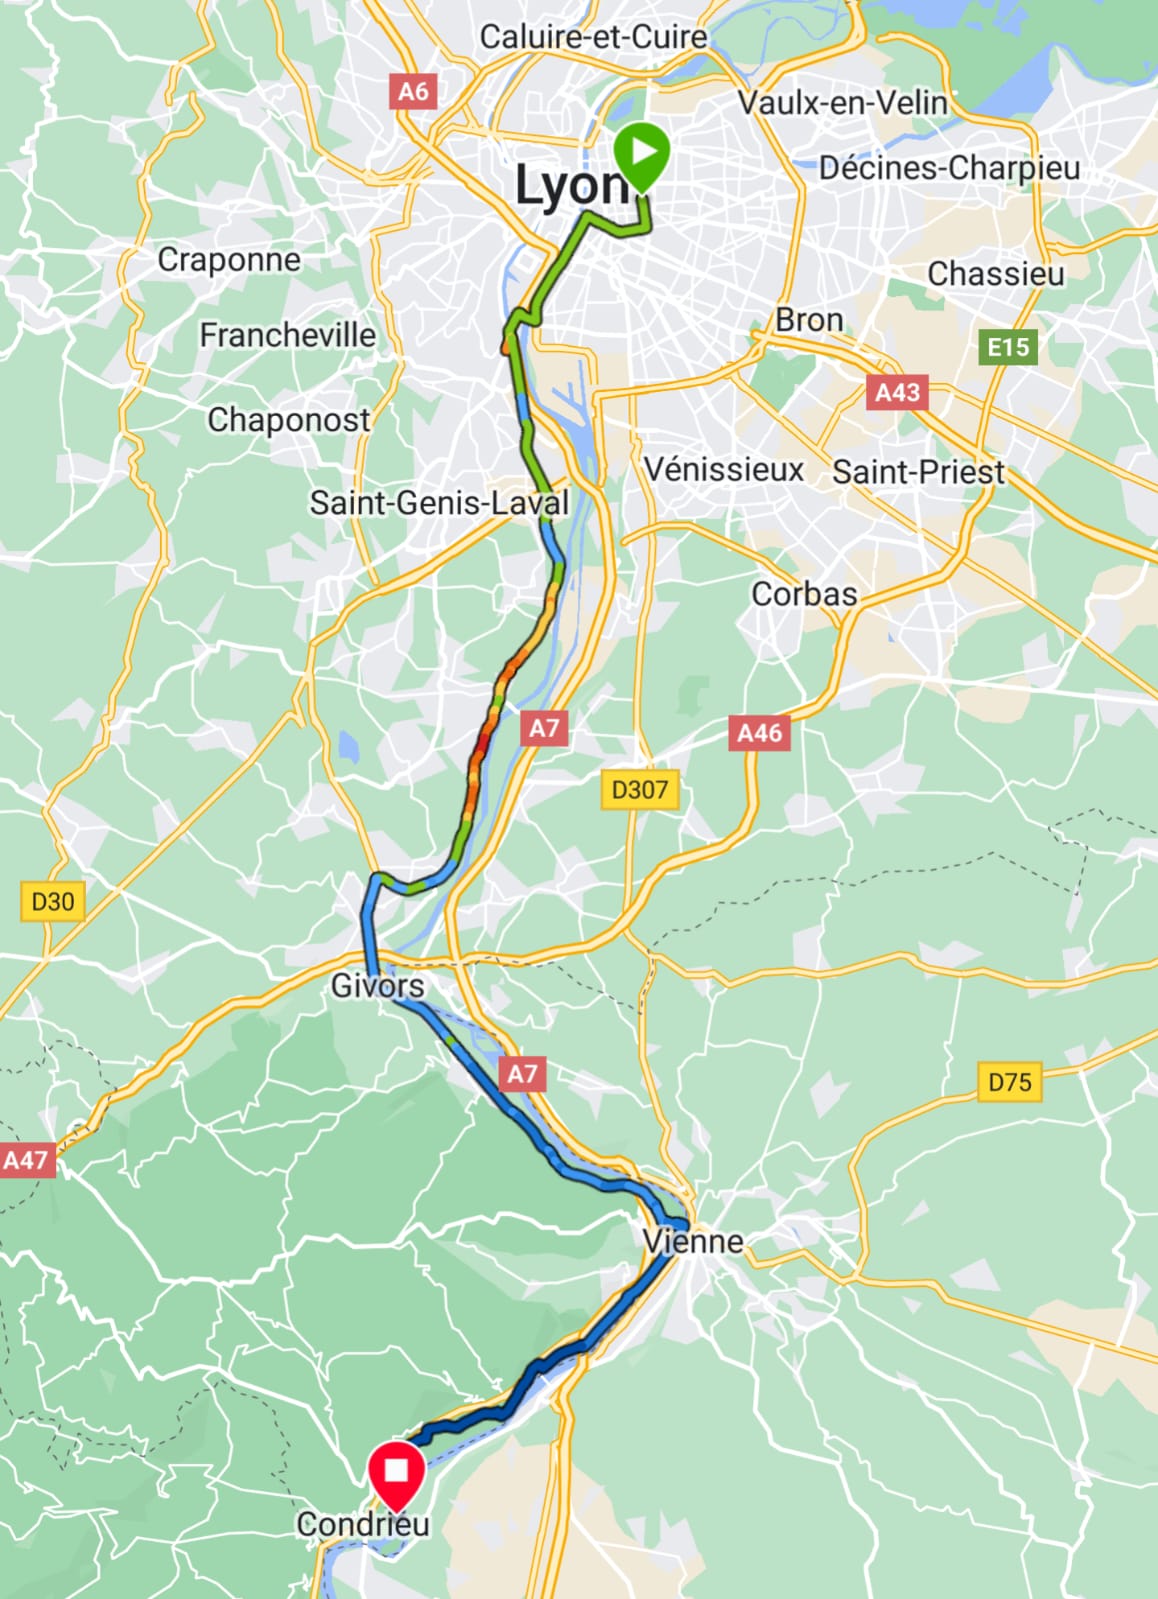 Caluire-et-Cuire
A6
Vaulx-en-Velin
Décines-Charpieu
Lyon
Craponne
Chassieu
Bron
Francheville
E15
A43
Chaponost
Vénissieux
Saint-Priest
Saint-Genis-Laval
Corbas
A7
A46
D307
D30
Givors
A7
D75
A47
Vienne
Condrieu